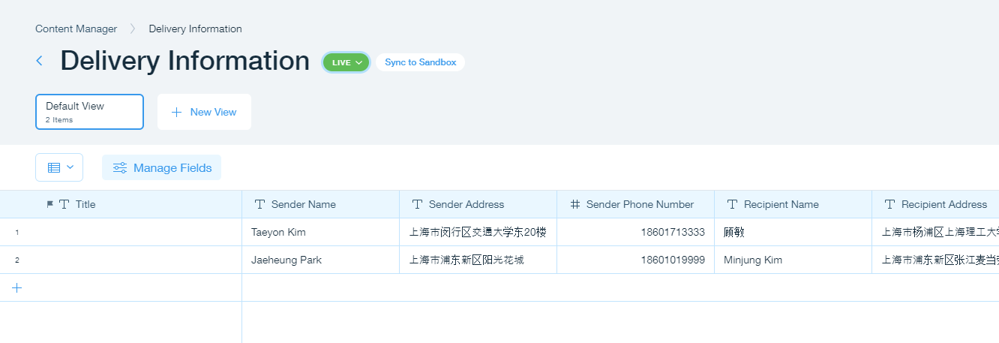 Content Manager > Delivery Information
Delivery Information LIVE Sync to Sandbox
Default View
2 Items
+ New View
Manage Fields
Title Sender Name Sender Address # Sender Phone Number Recipient Name Recipient Address
1 Taeyon Kim 上海市闵行区交通大学东20楼 18601713333 顾敏 上海市杨浦区上海理工大
2 Jaeheung Park 上海市浦东新区阳光花城 18601019999 Minjung Kim 上海市浦东新区张江麦当
+